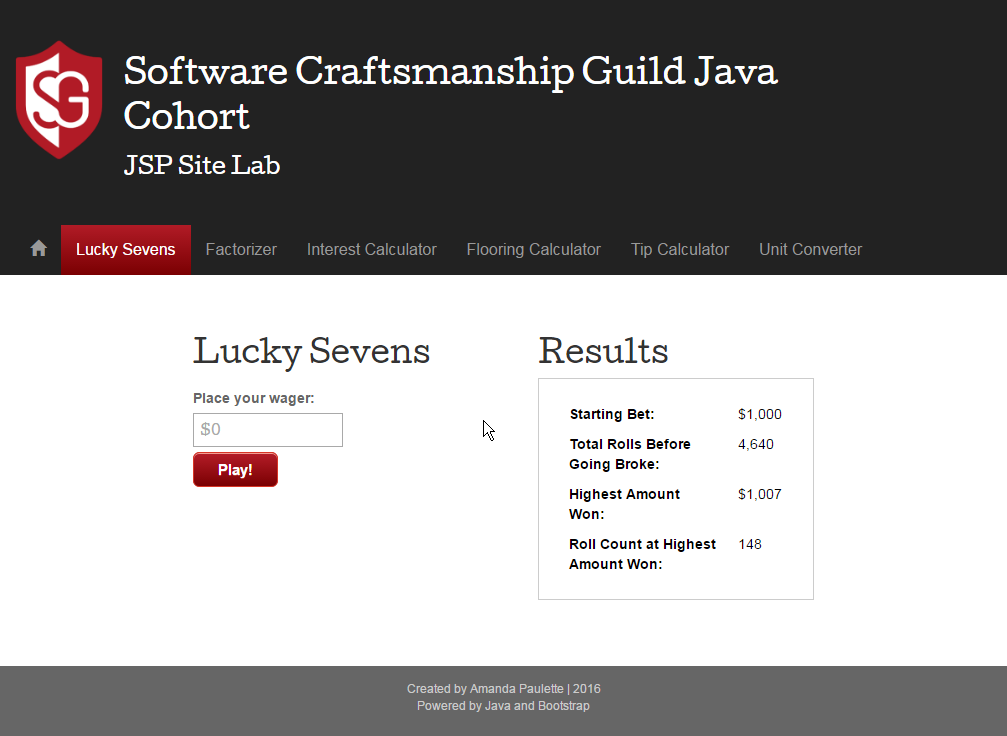 SG
Software Craftsmanship Guild Java
Cohort
JSP Site Lab
Lucky Sevens Factorizer Interest Calculator Flooring Calculator Tip Calculator Unit Converter
Lucky Sevens
Place your wager:
$0
Play!
Results
Starting Bet: $1,000
Total Rolls Before 4,640
Going Broke:
Highest Amount $1,007
Won:
Roll Count at Highest 148
Amount Won:
Created by Amanda Paulette | 2016
Powered by Java and Bootstrap